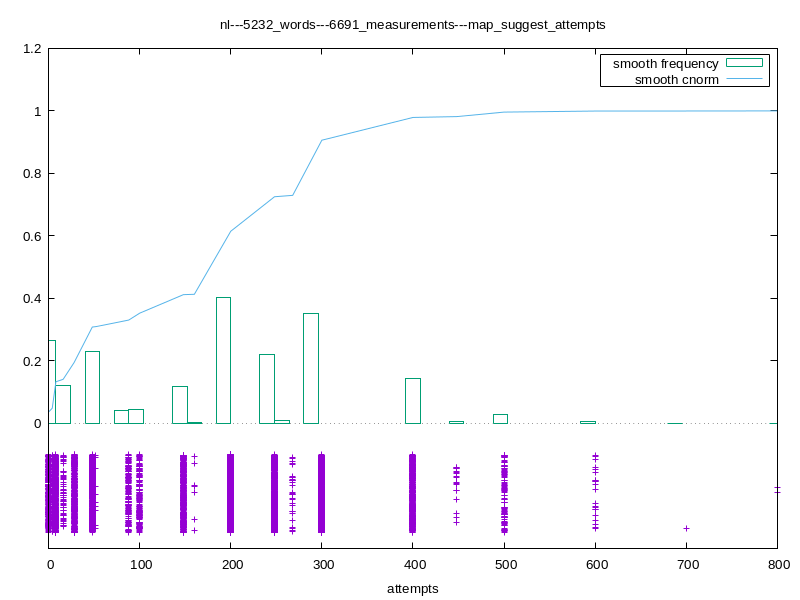 nl---5232_words---6691_measurements---map_suggest_attempts
1.2
1
0.8
0.6
0.4
0.2
0
smooth frequency
smooth cnorm
0 100 200 300 400 500 600 700 800
attempts